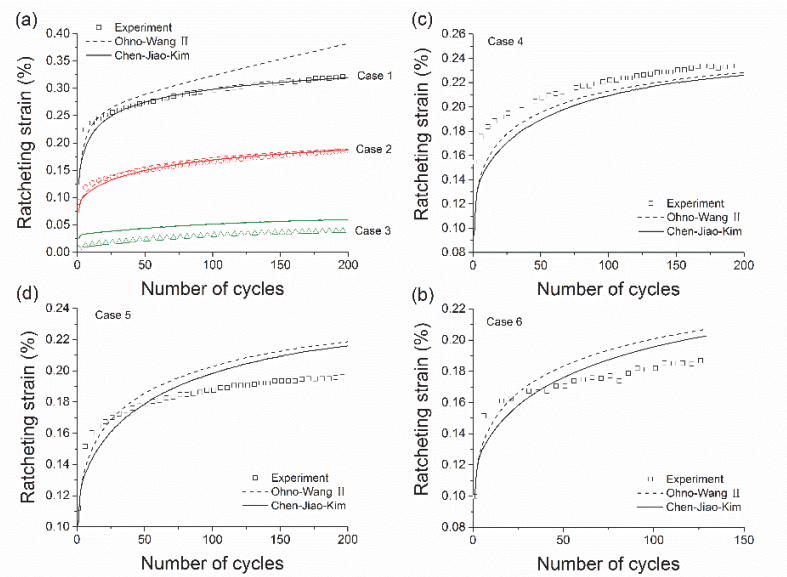 (a)
Experiment
Ohno-Wang II
Chen-Jiao-Kim
Case 1
Case 2
Case 3
0.40
0.35
0.30
0.25
0.20
0.15
0.10
0.05
0.00
0 50 100 150 200
Ratcheting strain (%)
Number of cycles
(c)
Case 4
0.26
0.24
0.22
0.20
0.18
0.16
0.14
0.12
0.10
0.08
0 50 100 150 200
Experiment
Ohno-Wang II
Chen-Jiao-Kim
Ratcheting strain (%)
Number of cycles
(d)
Case 5
0.24
0.22
0.20
0.18
0.16
0.14
0.12
0.10
0 50 100 150 200
Experiment
Ohno-Wang II
Chen-Jiao-Kim
Ratcheting strain (%)
Number of cycles
(b)
Case 6
0.22
0.20
0.18
0.16
0.14
0.12
0.10
0.08
0 50 100 150
Experiment
Ohno-Wang II
Chen-Jiao-Kim
Ratcheting strain (%)
Number of cycles